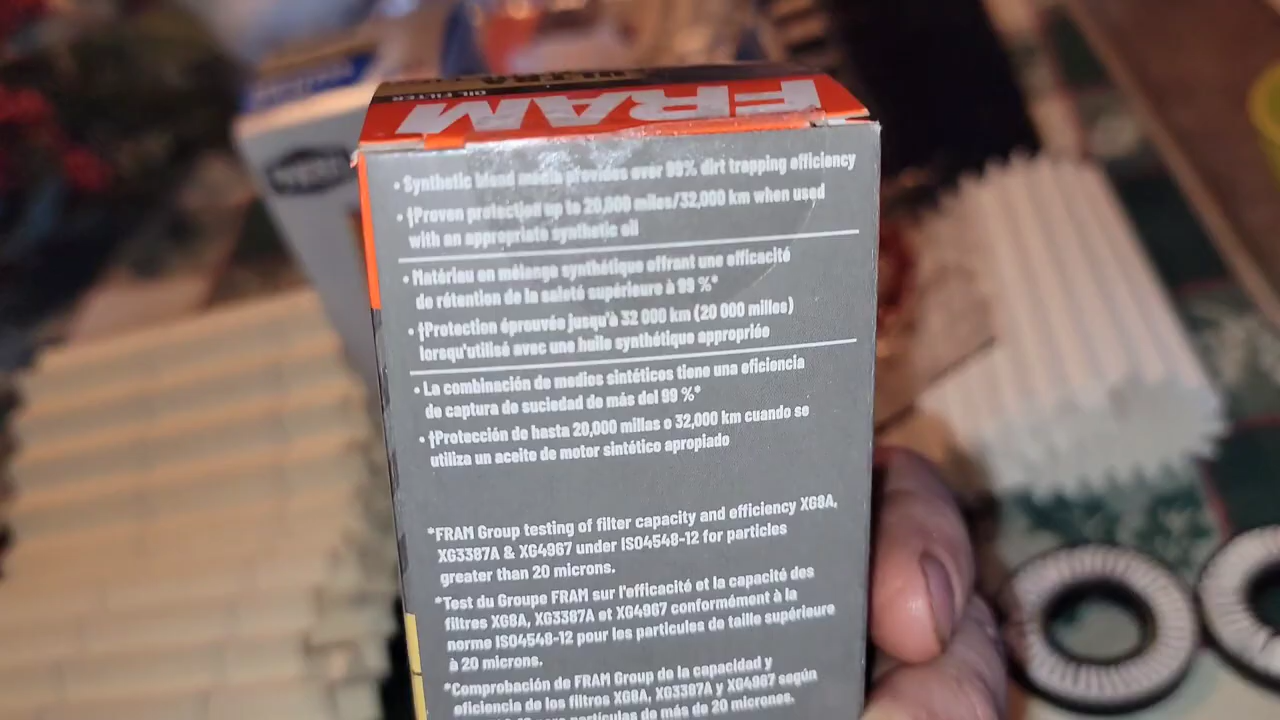 ULTRA
OIL FILTER
FRAM
• Synthetic blend media provides over 99% dirt trapping efficiency
• †Proven protection up to 20,000 miles/32,000 km when used
with an appropriate synthetic oil
• Matériau en mélange synthétique offrant une efficacité
de rétention de la saleté supérieure à 99 %*
• †Protection éprouvée jusqu'à 32 000 km (20 000 milles)
lorsqu'utilisé avec une huile synthétique appropriée
• La combinación de medios sintéticos tiene una eficiencia
de captura de suciedad de más del 99 %*
• †Protección de hasta 20,000 millas o 32,000 km cuando se
utiliza un aceite de motor sintético apropiado
*FRAM Group testing of filter capacity and efficiency XG8A,
XG3387A & XG4967 under ISO4548-12 for particles
greater than 20 microns.
*Test du Groupe FRAM sur l'efficacité et la capacité des
filtres XG8A, XG3387A et XG4967 conformément à la
norme ISO4548-12 pour les particules de taille supérieure
à 20 microns.
*Comprobación de FRAM Group de la capacidad y
eficiencia de los filtros XG8A, XG3387A y XG4967 según
para partículas de más de 20 micrones.